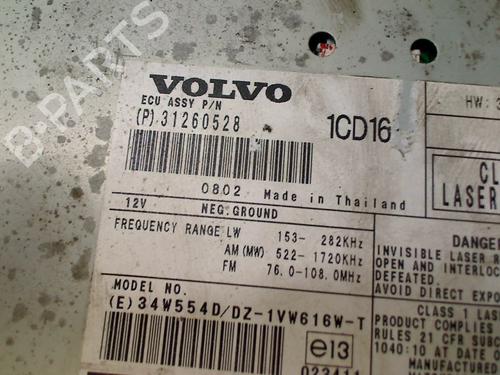 VOLVO
HW:
ECU ASSY P/N
(P) 31260528
1CD16
0802 Made in Thailand
12V NEG. GROUND
FREQUENCY RANGE LW 153- 282KHz
AM (MW) 522- 1720KHz
FM 76.0-108.0MHz
MODEL NO.
(E) 34W554D/DZ-1VW616W-T
e13
023411
CL
LASER
DANGE
INVISIBLE LASER R
OPEN AND INTERLOC
DEFEATED.
AVOID DIRECT EXPO
CLASS 1 LASE
PRODUCT COMPLIES
RULES 21 CFR SUBC
1040:10 AT DATE O
B-PARTS